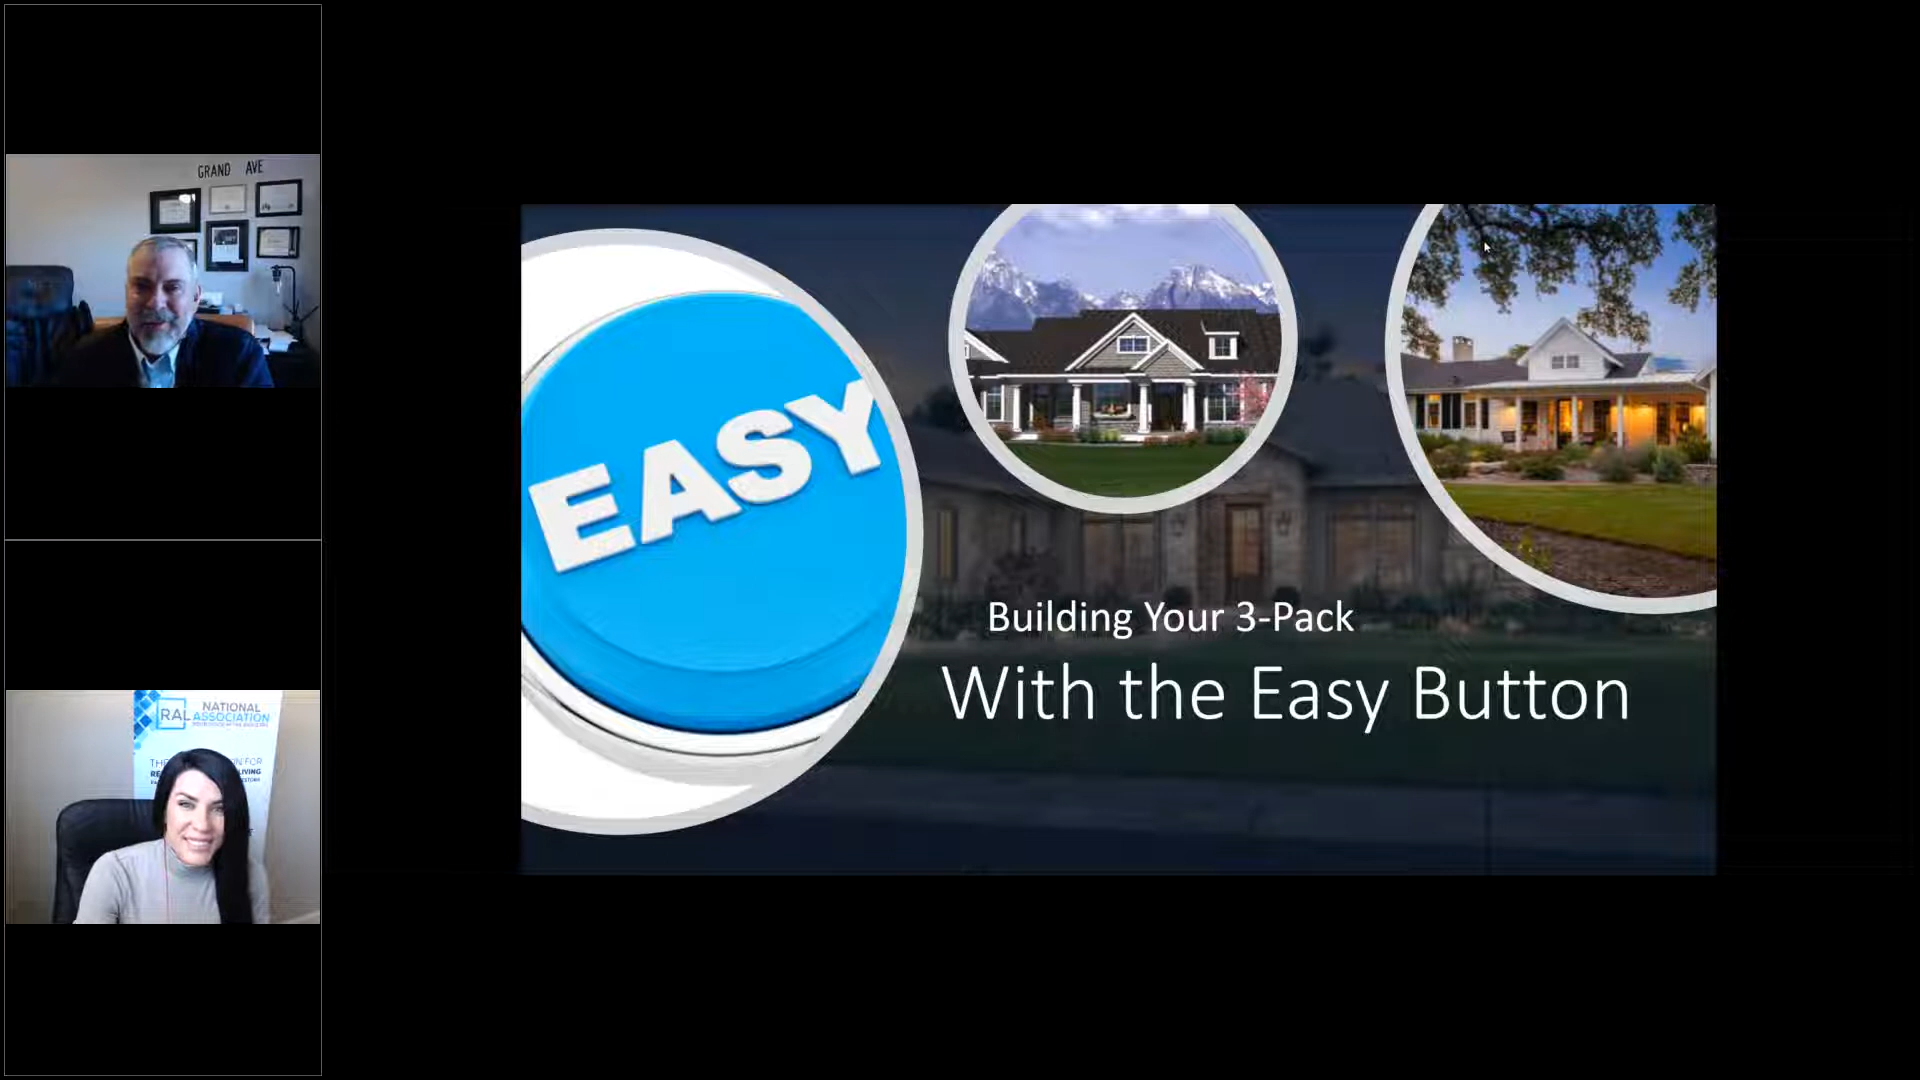 GRAND AVE
EASY
Building Your 3-Pack
With the Easy Button
RAL
NATIONAL
ASSOCIATION